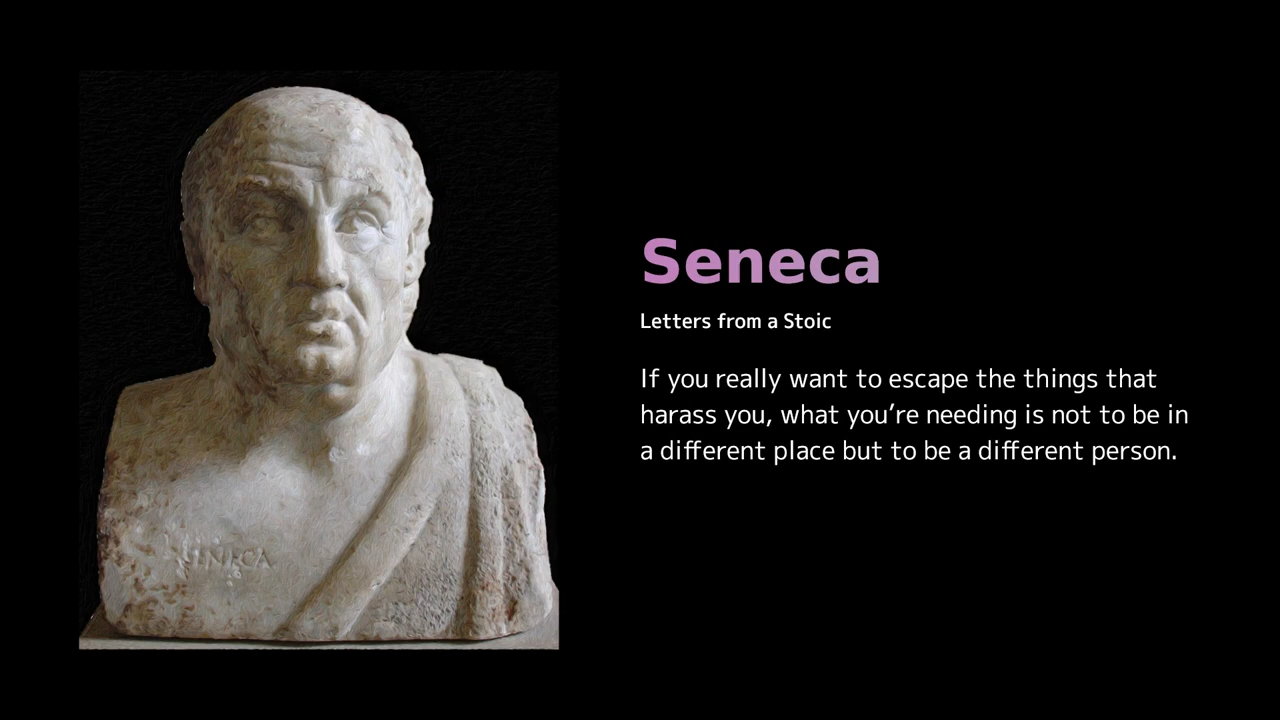 Seneca
Letters from a Stoic
If you really want to escape the things that
harass you, what you’re needing is not to be in
a different place but to be a different person.